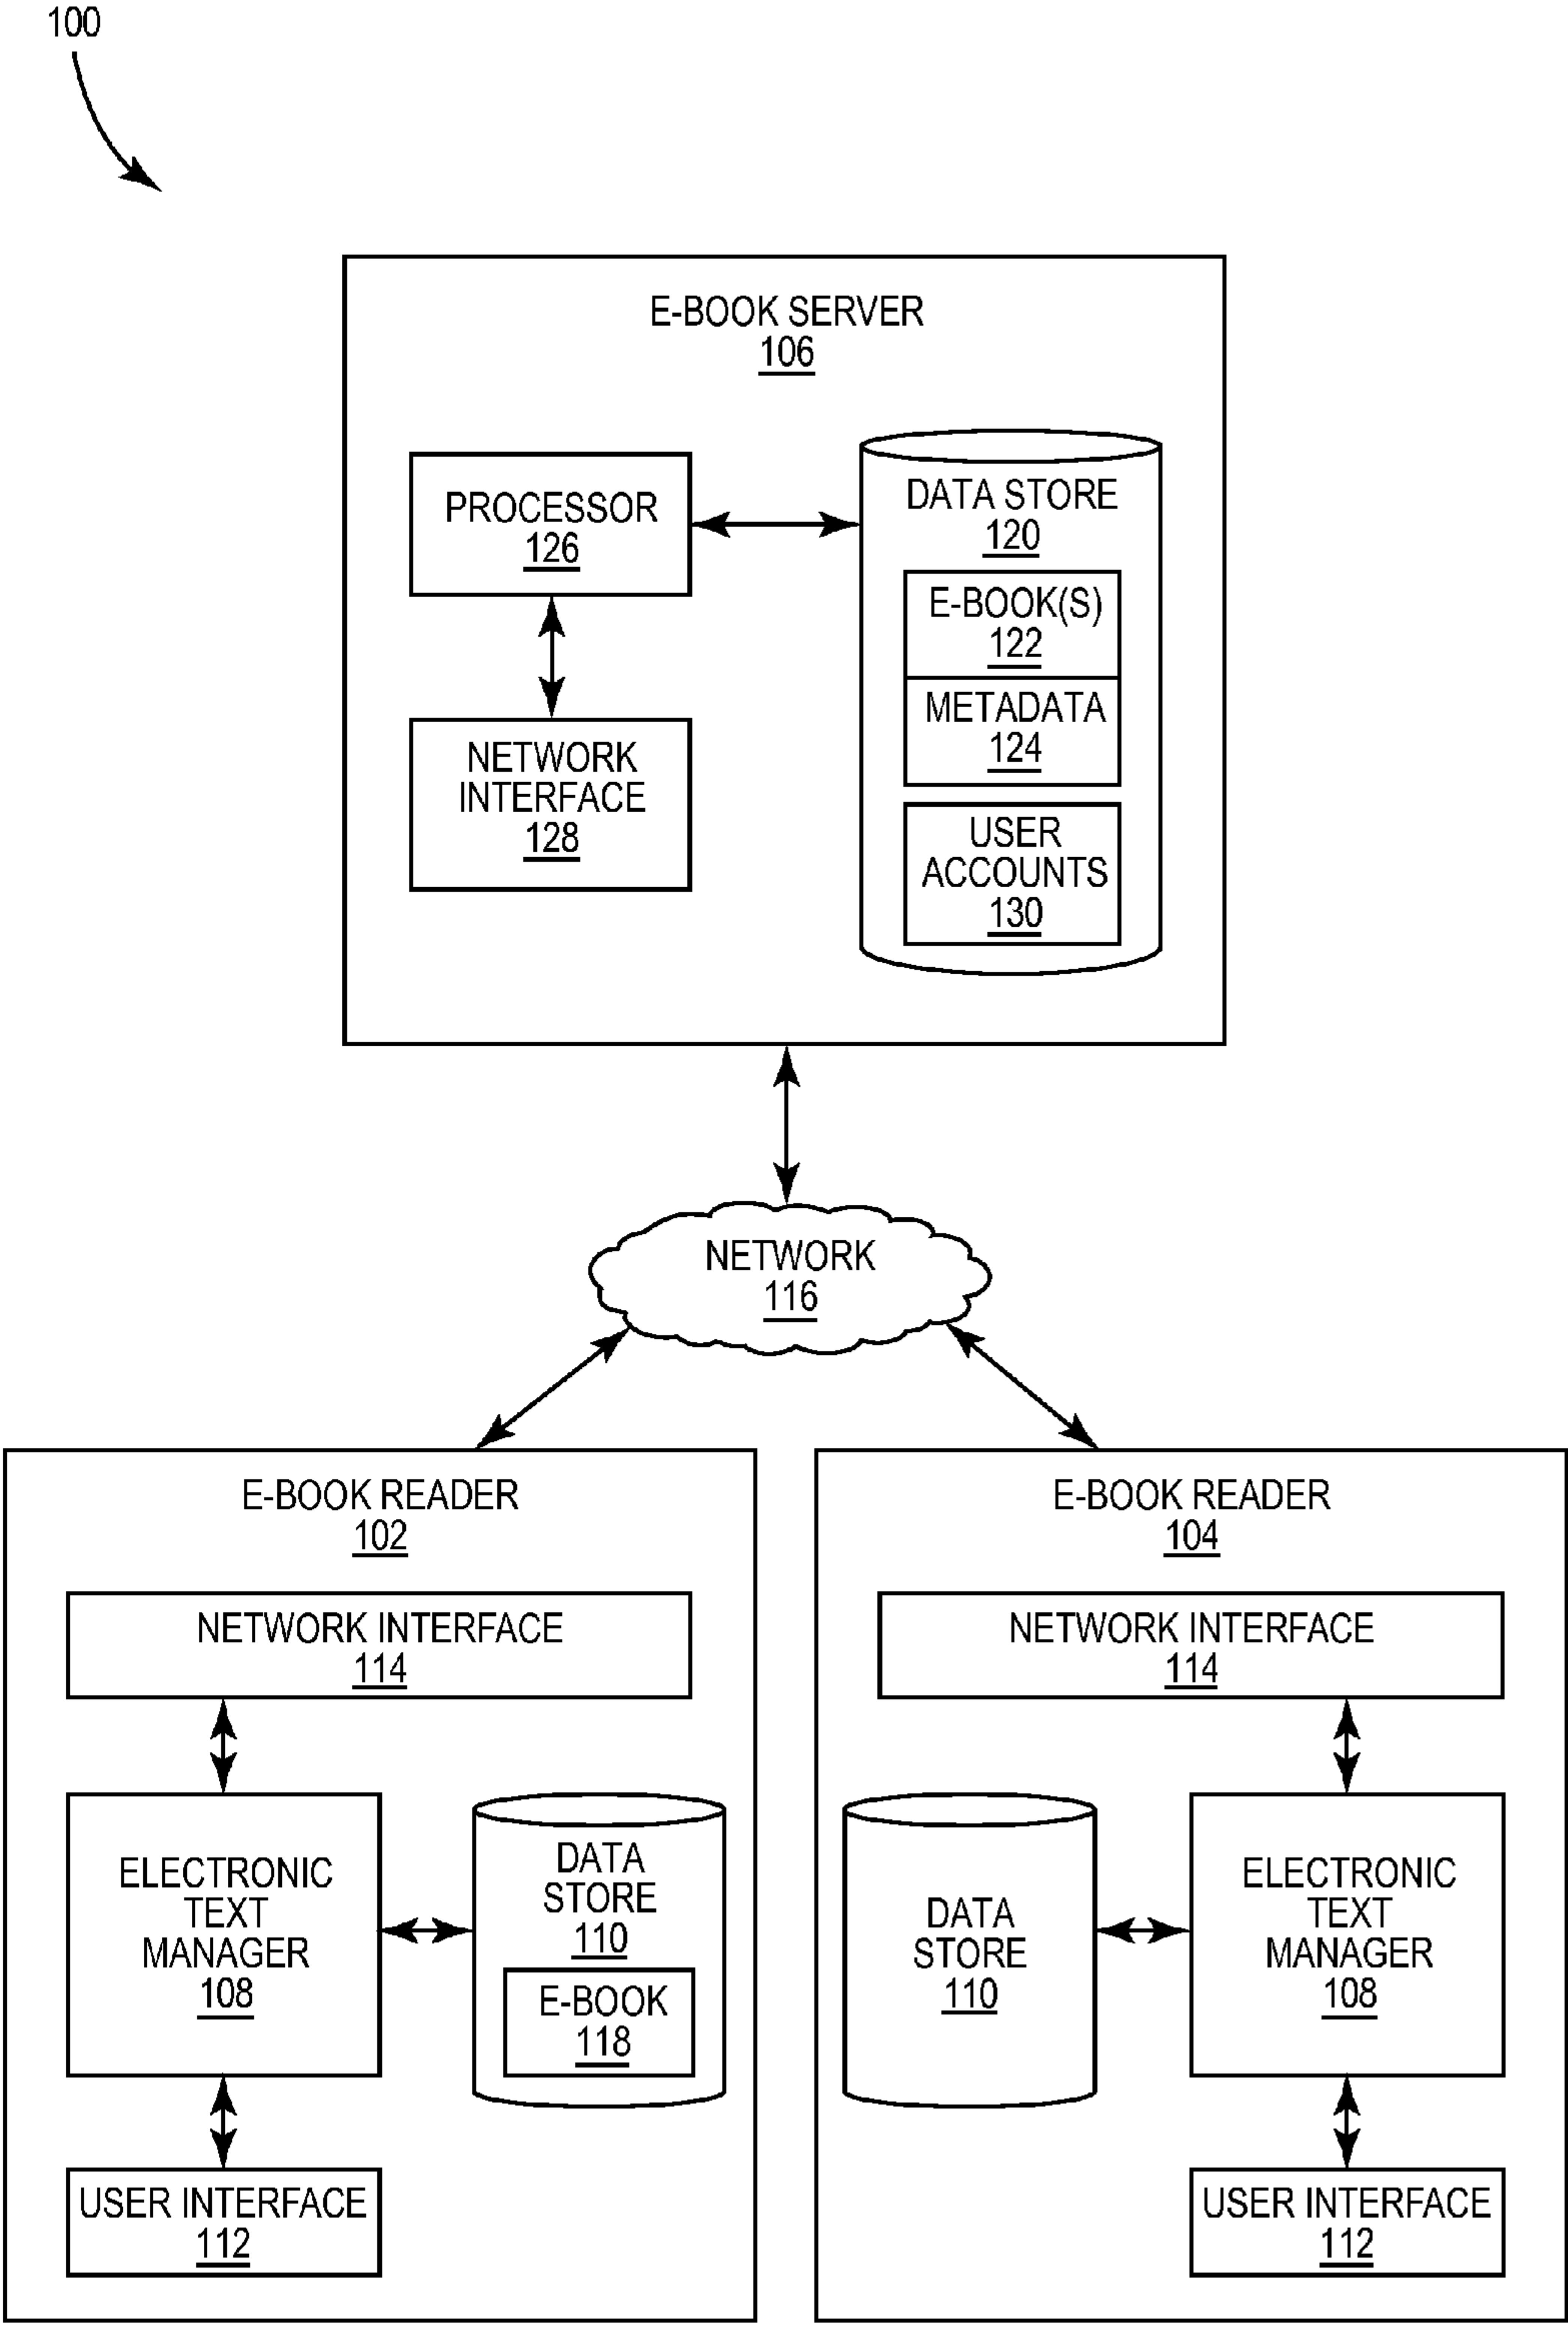 100
E-BOOK SERVER
106
PROCESSOR
126
NETWORK
INTERFACE
128
DATA STORE
120
E-BOOK(S)
122
METADATA
124
USER
ACCOUNTS
130
NETWORK
116
E-BOOK READER
102
NETWORK INTERFACE
114
ELECTRONIC
TEXT
MANAGER
108
DATA
STORE
110
E-BOOK
118
USER INTERFACE
112
E-BOOK READER
104
NETWORK INTERFACE
114
DATA
STORE
110
ELECTRONIC
TEXT
MANAGER
108
USER INTERFACE
112